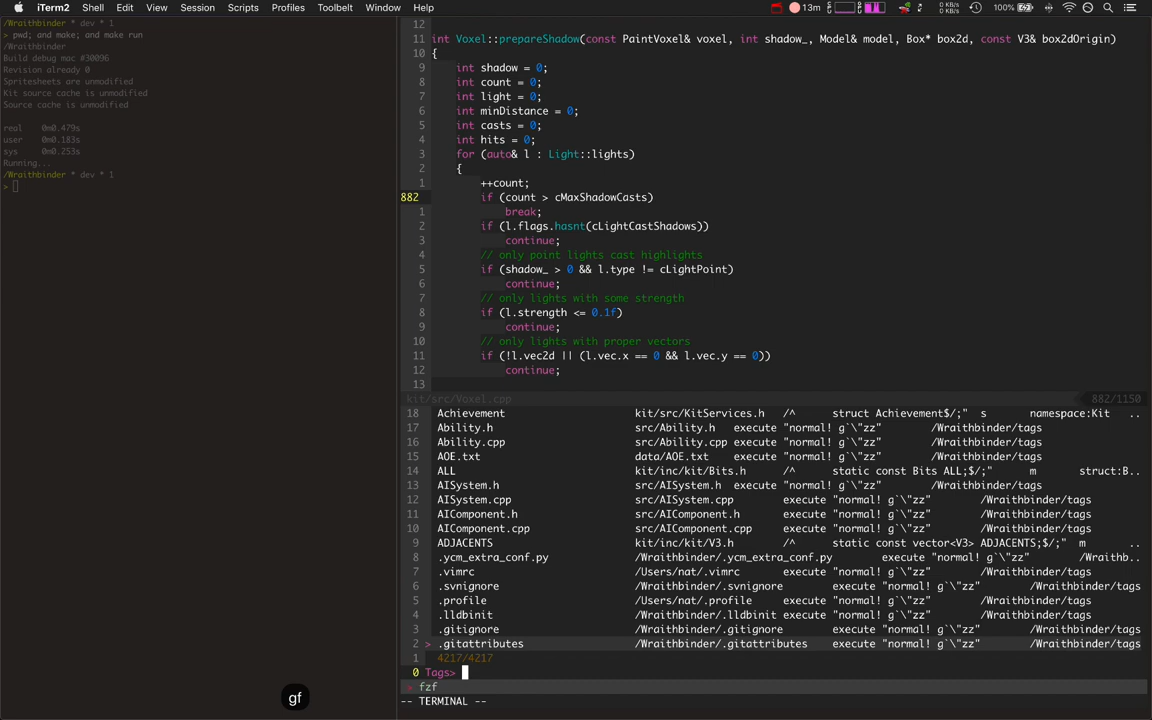 iTerm2 Shell Edit View Session Scripts Profiles Toolbelt Window Help 13m 0 KB/s 0 KB/s 100%
/Wraithbinder * dev * 1
> pwd; and make; and make run
/Wraithbinder
Build debug mac #30096
Revision already 0
Spritesheets are unmodified
Kit source cache is unmodified
Source cache is unmodified
real 0m0.479s
user 0m0.183s
sys 0m0.253s
Running...
/Wraithbinder * dev * 1
>
12
11 int Voxel::prepareShadow(const PaintVoxel& voxel, int shadow_, Model& model, Box* box2d, const V3& box2dOrigin)
10 {
9 int shadow = 0;
8 int count = 0;
7 int light = 0;
6 int minDistance = 0;
5 int casts = 0;
4 int hits = 0;
3 for (auto& l : Light::lights)
2 {
1 ++count;
882 if (count > cMaxShadowCasts)
1 break;
2 if (l.flags.hasnt(cLightCastShadows))
3 continue;
4 // only point lights cast highlights
5 if (shadow_ > 0 && l.type != cLightPoint)
6 continue;
7 // only lights with some strength
8 if (l.strength <= 0.1f)
9 continue;
10 // only lights with proper vectors
11 if (!l.vec2d || (l.vec.x == 0 && l.vec.y == 0))
12 continue;
13
kit/src/Voxel.cpp 882/1150
18 Achievement kit/src/KitServices.h /^ struct Achievement$/;" s namespace:Kit ..
17 Ability.h src/Ability.h execute "normal! g`\"zz" /Wraithbinder/tags
16 Ability.cpp src/Ability.cpp execute "normal! g`\"zz" /Wraithbinder/tags
15 AOE.txt data/AOE.txt execute "normal! g`\"zz" /Wraithbinder/tags
14 ALL kit/inc/kit/Bits.h /^ static const Bits ALL;$/;" m struct:B..
13 AISystem.h src/AISystem.h execute "normal! g`\"zz" /Wraithbinder/tags
12 AISystem.cpp src/AISystem.cpp execute "normal! g`\"zz" /Wraithbinder/tags
11 AIComponent.h src/AIComponent.h execute "normal! g`\"zz" /Wraithbinder/tags
10 AIComponent.cpp src/AIComponent.cpp execute "normal! g`\"zz" /Wraithbinder/tags
9 ADJACENTS kit/inc/kit/V3.h /^ static const vector<V3> ADJACENTS;$/;" m ..
8 .ycm_extra_conf.py /Wraithbinder/.ycm_extra_conf.py execute "normal! g`\"zz" /Wraithb..
7 .vimrc /Users/nat/.vimrc execute "normal! g`\"zz" /Wraithbinder/tags
6 .svnignore /Wraithbinder/.svnignore execute "normal! g`\"zz" /Wraithbinder/tags
5 .profile /Users/nat/.profile execute "normal! g`\"zz" /Wraithbinder/tags
4 .lldbinit /Wraithbinder/.lldbinit execute "normal! g`\"zz" /Wraithbinder/tags
3 .gitignore /Wraithbinder/.gitignore execute "normal! g`\"zz" /Wraithbinder/tags
2 > .gitattributes /Wraithbinder/.gitattributes execute "normal! g`\"zz" /Wraithbinder/tags
1 4217/4217
0 Tags>
> fzf
-- TERMINAL --
gf